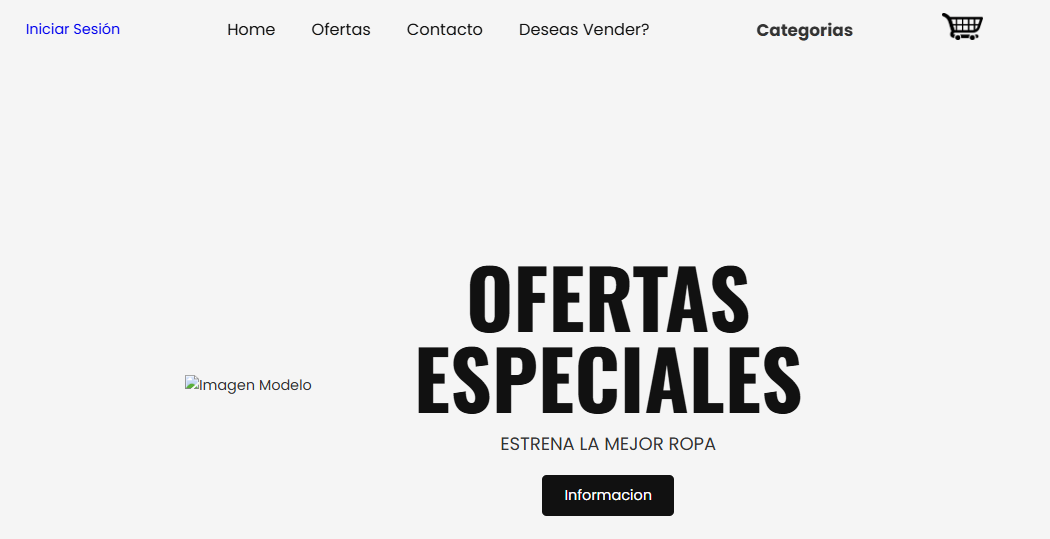 Iniciar Sesión
Home
Ofertas
Contacto
Deseas Vender?
Categorias
OFERTAS
ESPECIALES
Imagen Modelo
ESTRENA LA MEJOR ROPA
Informacion